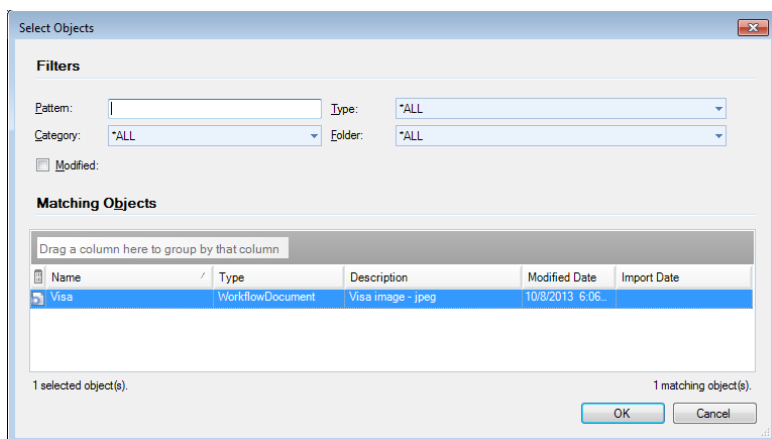 Select Objects
Filters
Pattern: Type: *ALL
Category: *ALL Folder: *ALL
Modified:
Matching Objects
Drag a column here to group by that column
Name Type Description Modified Date Import Date
Visa WorkflowDocument Visa image - jpeg 10/8/2013 6:06...
1 selected object(s). 1 matching object(s).
OK Cancel